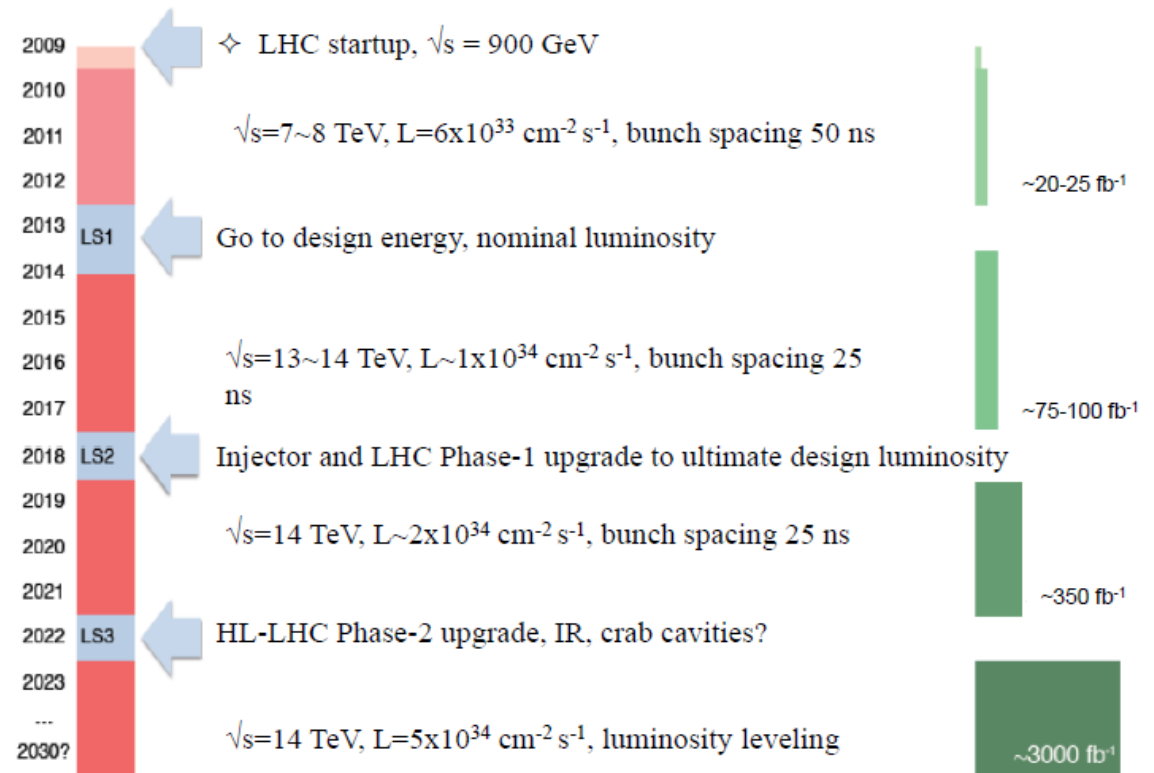 2009
✧ LHC startup, √s = 900 GeV
2010
2011
√s=7~8 TeV, L=6x10³³ cm⁻² s⁻¹, bunch spacing 50 ns
2012
~20-25 fb⁻¹
2013
LS1
Go to design energy, nominal luminosity
2014
2015
2016
√s=13~14 TeV, L~1x10³⁴ cm⁻² s⁻¹, bunch spacing 25
ns
2017
~75-100 fb⁻¹
2018
LS2
Injector and LHC Phase-1 upgrade to ultimate design luminosity
2019
2020
√s=14 TeV, L~2x10³⁴ cm⁻² s⁻¹, bunch spacing 25 ns
2021
~350 fb⁻¹
2022
LS3
HL-LHC Phase-2 upgrade, IR, crab cavities?
2023
...
2030?
√s=14 TeV, L=5x10³⁴ cm⁻² s⁻¹, luminosity leveling
~3000 fb⁻¹